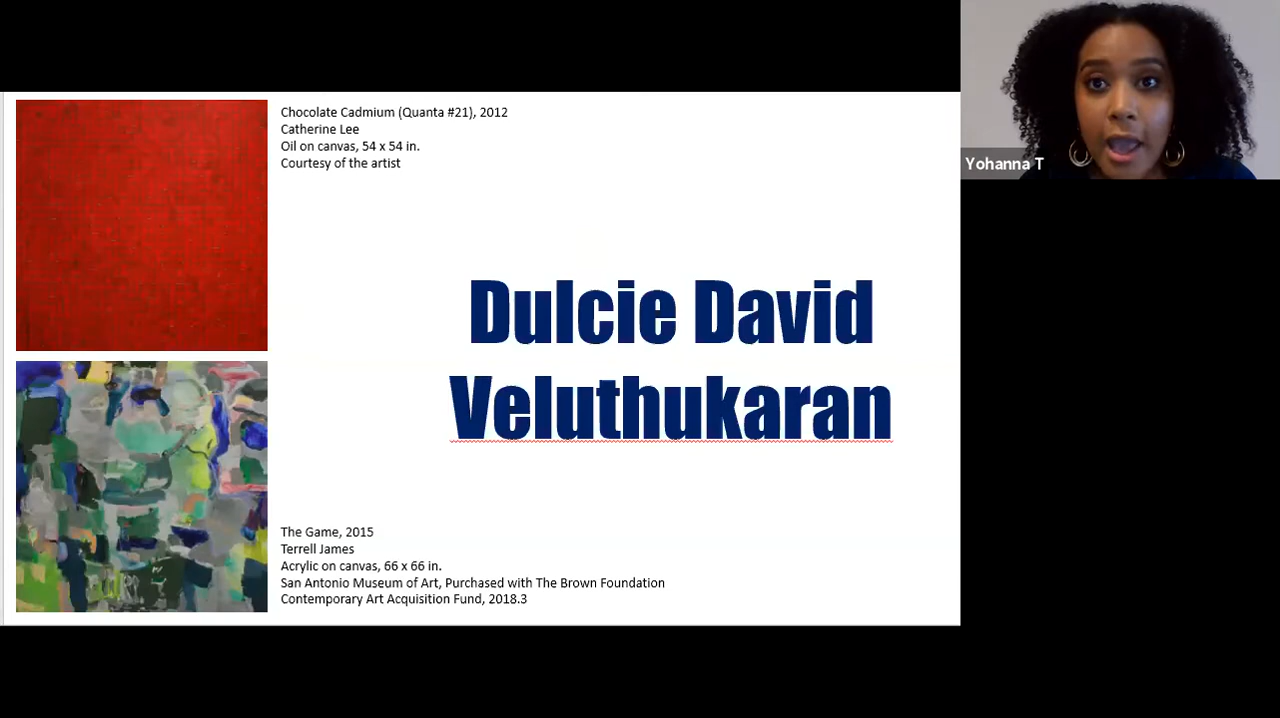 Chocolate Cadmium (Quanta #21), 2012
Catherine Lee
Oil on canvas, 54 x 54 in.
Courtesy of the artist
Yohanna T
Dulcie David
Veluthukaran
The Game, 2015
Terrell James
Acrylic on canvas, 66 x 66 in.
San Antonio Museum of Art, Purchased with The Brown Foundation
Contemporary Art Acquisition Fund, 2018.3